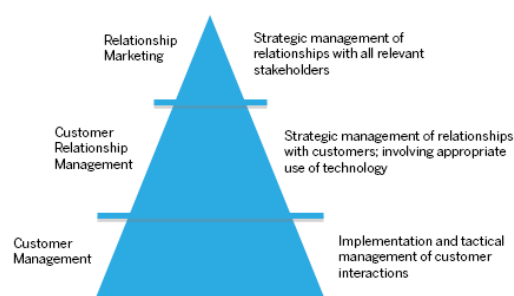 Relationship
Marketing
Strategic management of
relationships with all relevant
stakeholders
Customer
Relationship
Management
Strategic management of relationships
with customers; involving appropriate
use of technology
Customer
Management
Implementation and tactical
management of customer
interactions